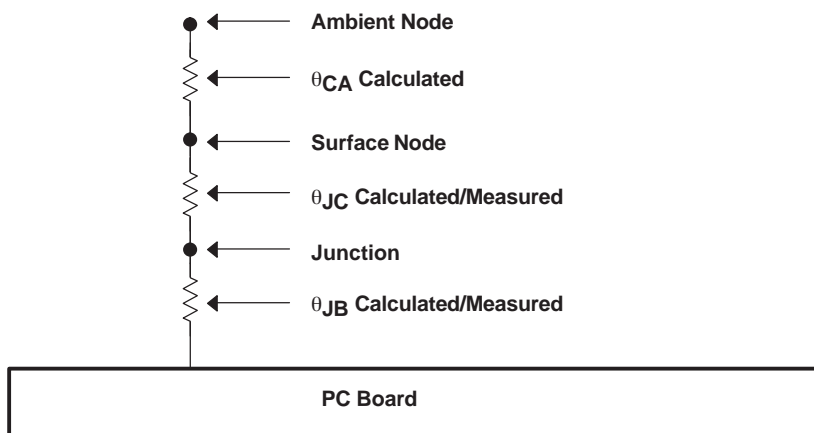 Ambient Node
θCA Calculated
Surface Node
θJC Calculated/Measured
Junction
θJB Calculated/Measured
PC Board